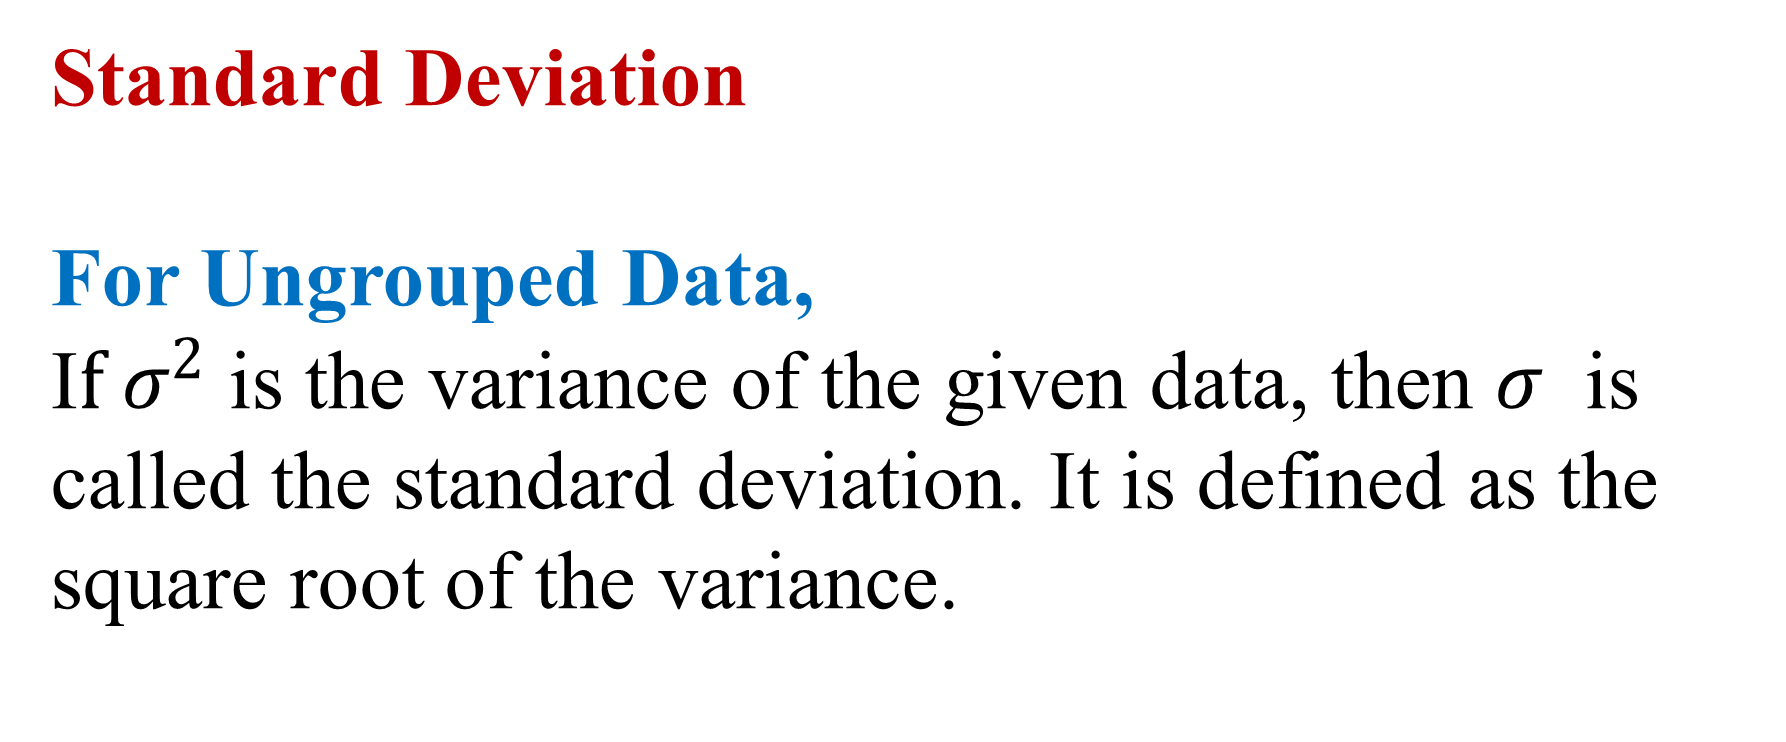 Standard Deviation
For Ungrouped Data,
If σ² is the variance of the given data, then σ is
called the standard deviation. It is defined as the
square root of the variance.